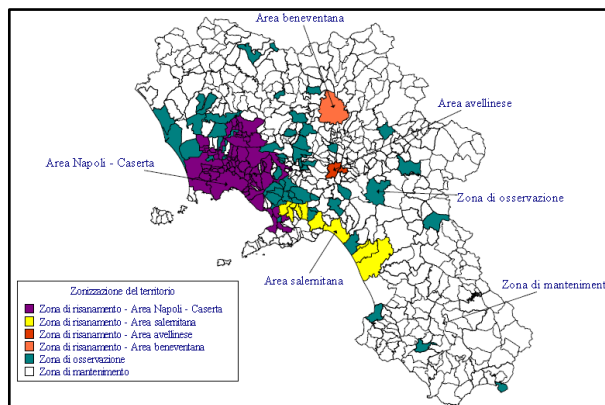 Area beneventana
Area avellinese
Area Napoli - Caserta
Zona di osservazione
Area salernitana
Zona di manteniment
Zonizzazione del territorio
Zona di risanamento - Area Napoli - Caserta
Zona di risanamento - Area salernitana
Zona di risanamento - Area avellinese
Zona di risanamento - Area beneventana
Zona di osservazione
Zona di mantenimento